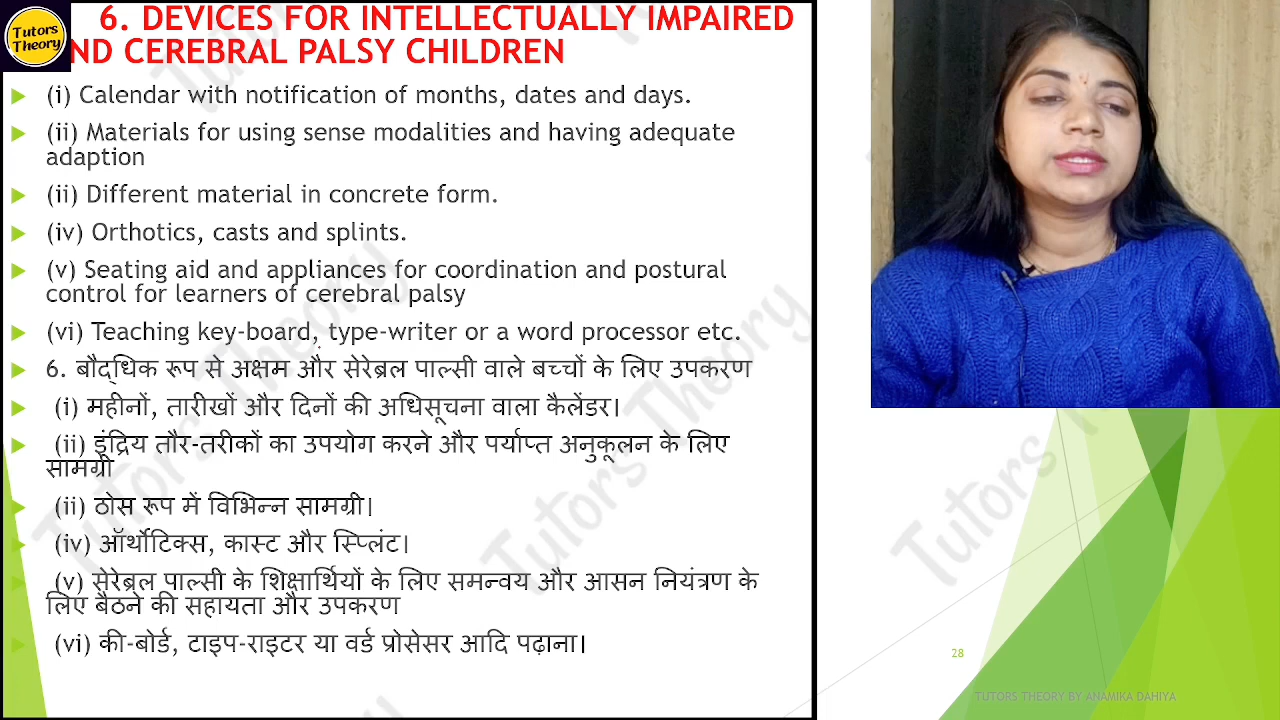 Tutors
Theory
6. DEVICES FOR INTELLECTUALLY IMPAIRED
ND CEREBRAL PALSY CHILDREN
(i) Calendar with notification of months, dates and days.
(ii) Materials for using sense modalities and having adequate
adaption
(ii) Different material in concrete form.
(iv) Orthotics, casts and splints.
(v) Seating aid and appliances for coordination and postural
control for learners of cerebral palsy
(vi) Teaching key-board, type-writer or a word processor etc.
6. बौद्धिक रूप से अक्षम और सेरेब्रल पाल्सी वाले बच्चों के लिए उपकरण
(i) महीनों, तारीखों और दिनों की अधिसूचना वाला कैलेंडर।
(ii) इंद्रिय तौर-तरीकों का उपयोग करने और पर्याप्त अनुकूलन के लिए
सामग्री
(ii) ठोस रूप में विभिन्न सामग्री।
(iv) ऑर्थोटिक्स, कास्ट और स्प्लिंट।
(v) सेरेब्रल पाल्सी के शिक्षार्थियों के लिए समन्वय और आसन नियंत्रण के
लिए बैठने की सहायता और उपकरण
(vi) की-बोर्ड, टाइप-राइटर या वर्ड प्रोसेसर आदि पढ़ाना।
28
TUTORS THEORY BY ANAMIKA DAHIYA
Tutors Theory
Tutors Theory
Tutors Theory